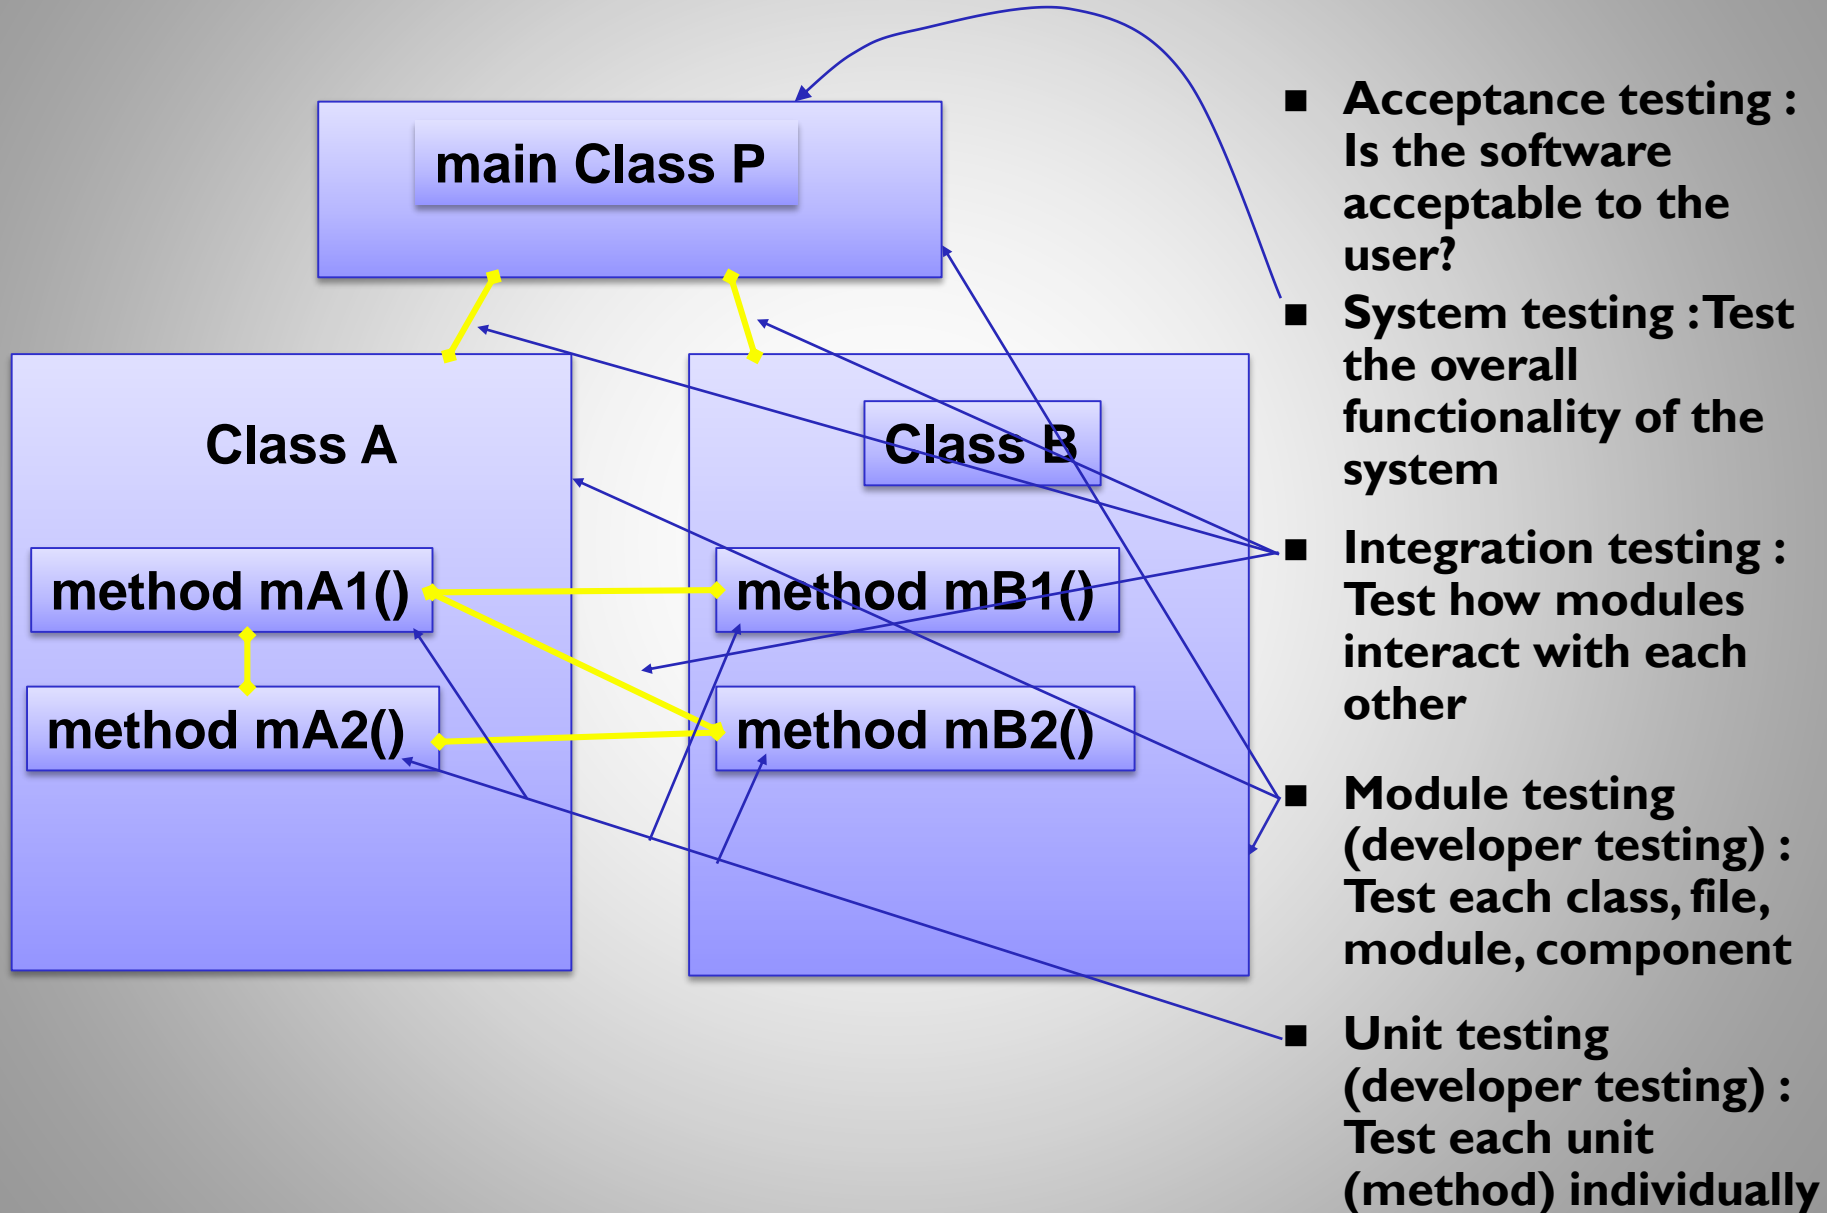 main Class P
Class A
Class B
method mA1()
method mB1()
method mA2()
method mB2()
■ Acceptance testing :
Is the software
acceptable to the
user?
■ System testing : Test
the overall
functionality of the
system
■ Integration testing :
Test how modules
interact with each
other
■ Module testing
(developer testing) :
Test each class, file,
module, component
■ Unit testing
(developer testing) :
Test each unit
(method) individually